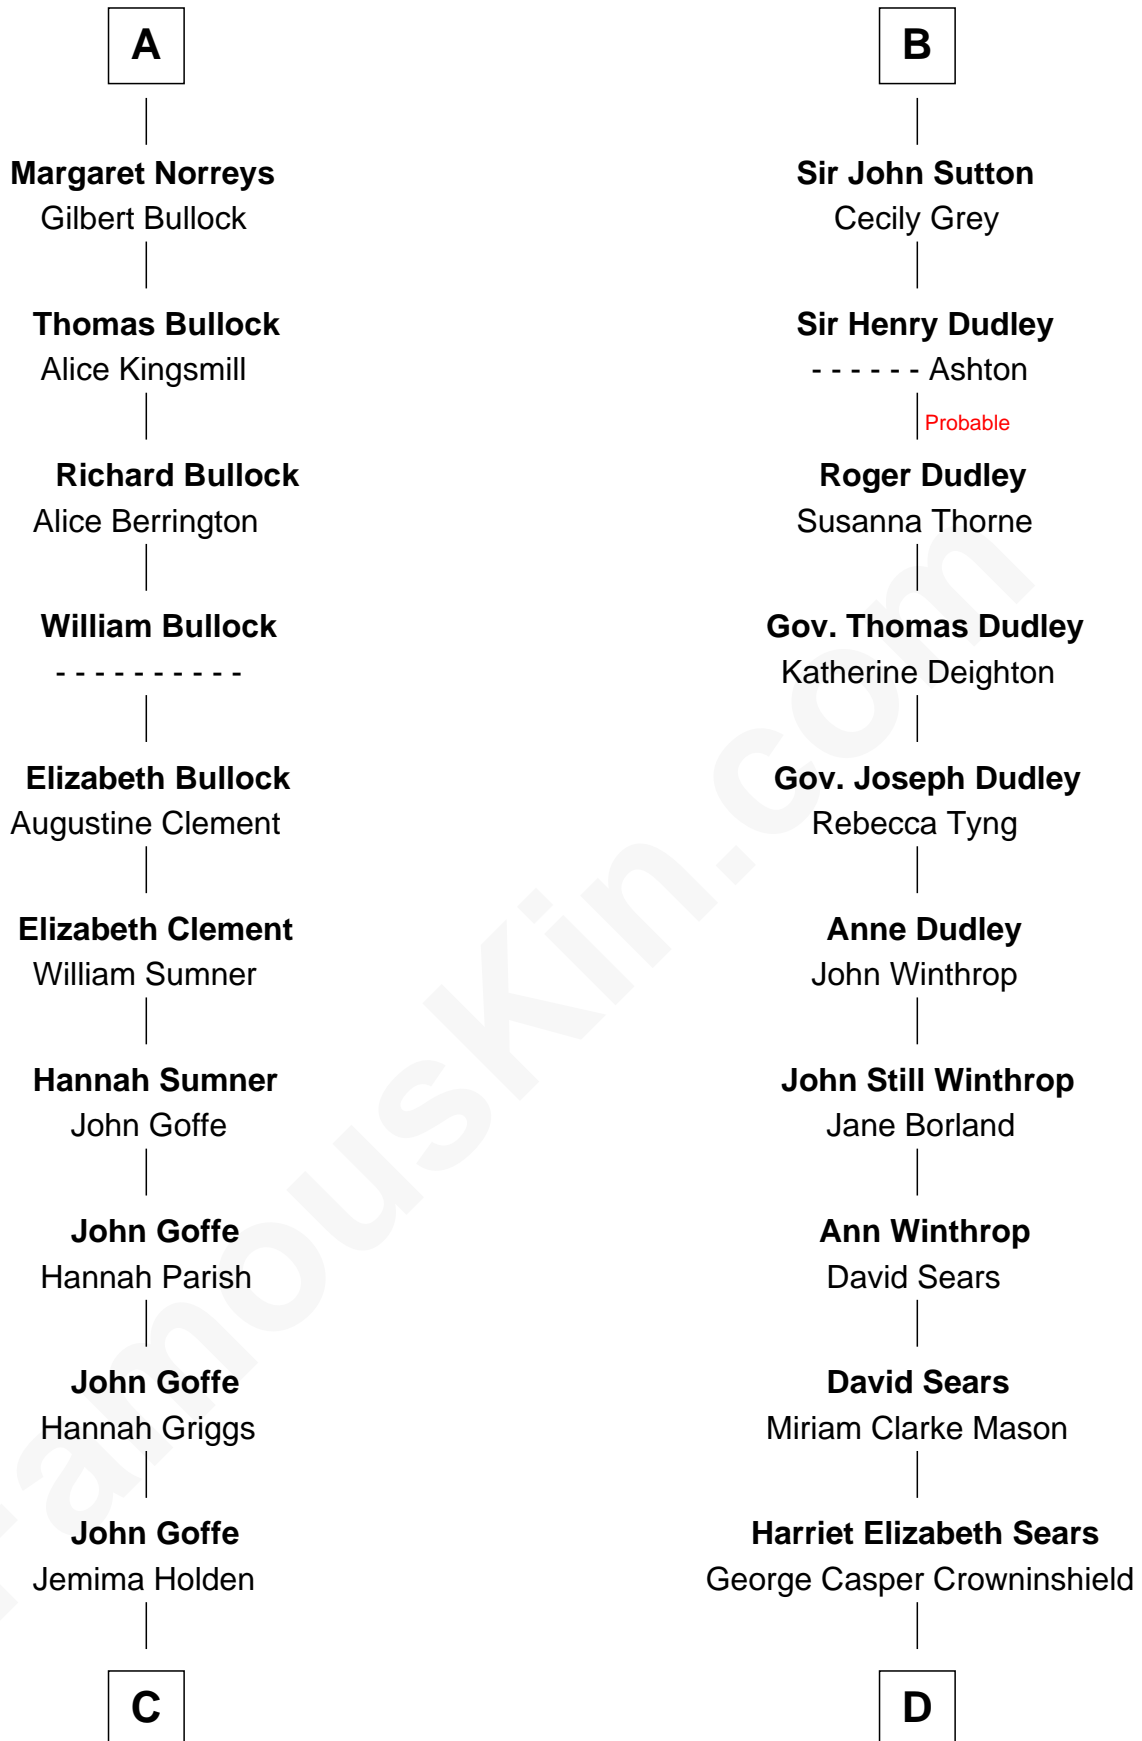 A
Margaret Norreys
Gilbert Bullock
Thomas Bullock
Alice Kingsmill
Richard Bullock
Alice Berrington
William Bullock
- - - - - - - - - -
Elizabeth Bullock
Augustine Clement
Elizabeth Clement
William Sumner
Hannah Sumner
John Goffe
John Goffe
Hannah Parish
John Goffe
Hannah Griggs
John Goffe
Jemima Holden
C
B
Sir John Sutton
Cecily Grey
Sir Henry Dudley
- - - - - - Ashton
Probable
Roger Dudley
Susanna Thorne
Gov. Thomas Dudley
Katherine Deighton
Gov. Joseph Dudley
Rebecca Tyng
Anne Dudley
John Winthrop
John Still Winthrop
Jane Borland
Ann Winthrop
David Sears
David Sears
Miriam Clarke Mason
Harriet Elizabeth Sears
George Casper Crowninshield
D
FamousKin.com